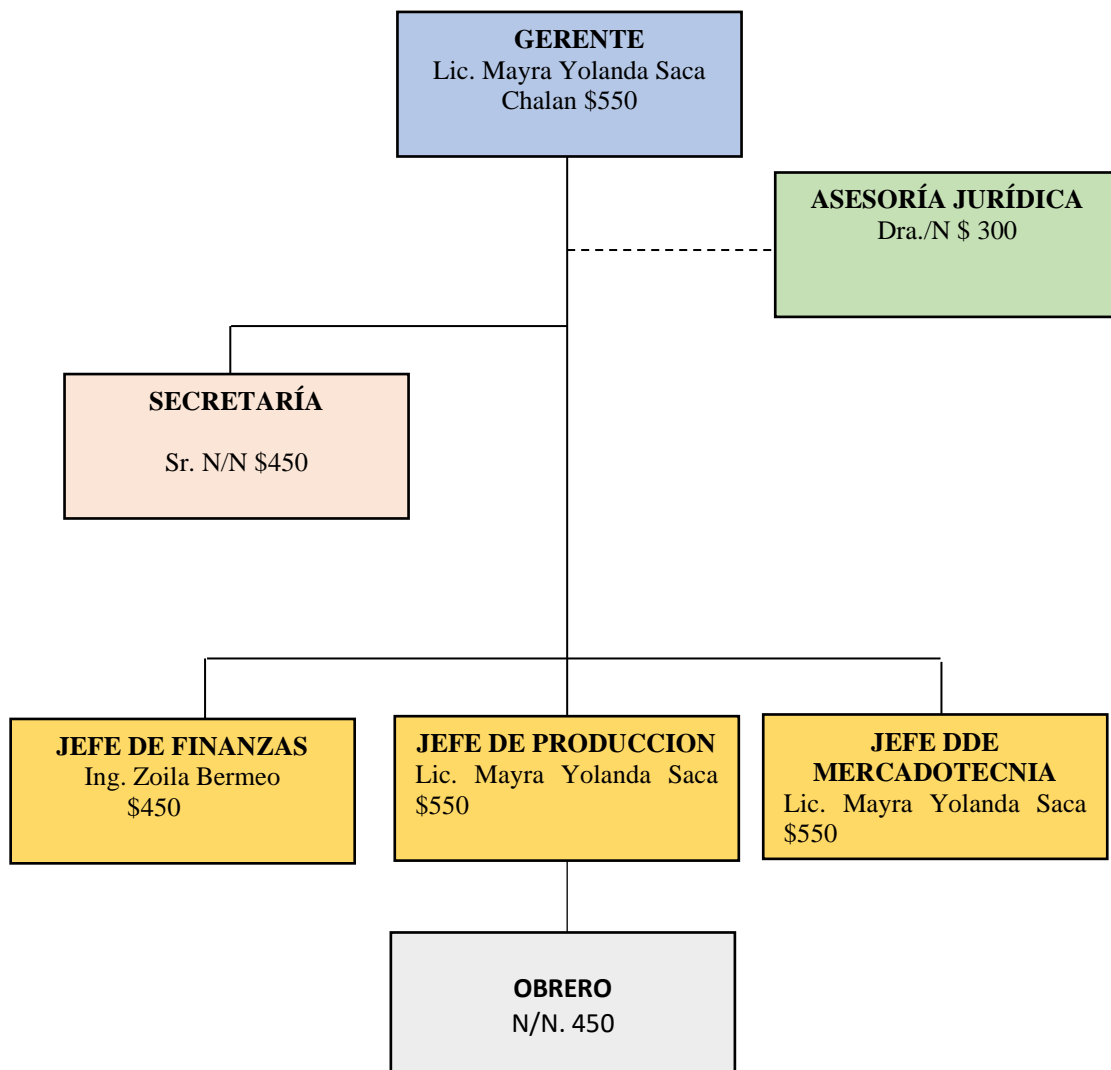 GERENTE
Lic. Mayra Yolanda Saca
Chalan $550
ASESORÍA JURÍDICA
Dra./N $ 300
SECRETARÍA
Sr. N/N $450
JEFE DE FINANZAS
Ing. Zoila Bermeo
$450
JEFE DE PRODUCCION
Lic. Mayra Yolanda Saca
$550
JEFE DDE
MERCADOTECNIA
Lic. Mayra Yolanda Saca
$550
OBRERO
N/N. 450